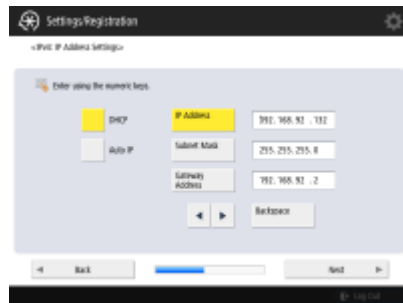 Settings/Registration
<IPv4: IP Address Settings>
Enter using the numeric keys.
DHCP
IP Address
192. 168. 92 . 132
Auto IP
Subnet Mask
255. 255. 255. 0
Gateway
Address
192. 168. 92 . 2
Backspace
Back
Next
Log Out